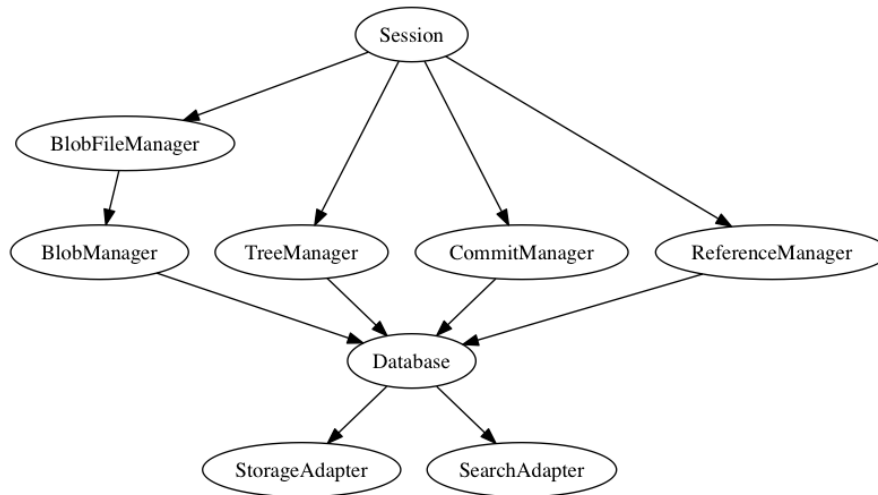 Session
BlobFileManager
BlobManager
TreeManager
CommitManager
ReferenceManager
Database
StorageAdapter
SearchAdapter